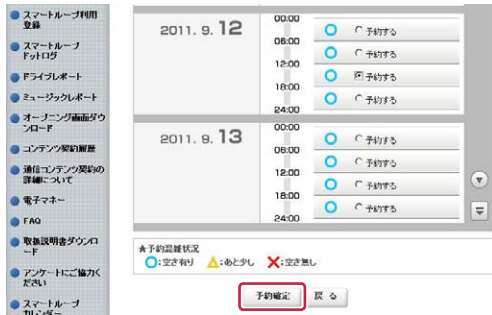 スマートループ利用
登録
スマートループ
ドットログ
ドライブレポート
ミュージックレポート
オープニング画面ダウ
ンロード
コンテンツ契約履歴
通信コンテンツ契約の
詳細について
電子マネー
FAQ
取扱説明書ダウンロ
ード
アンケートにご協力く
ださい
スマートループ
カレンダー
2011. 9. 12
00:00
予約する
06:00
予約する
12:00
予約する
18:00
予約する
24:00
2011. 9. 13
00:00
予約する
06:00
予約する
12:00
予約する
18:00
予約する
24:00
★予約混雑状況
○:空き有り △:あと少し ×:空き無し
予約確定 戻る